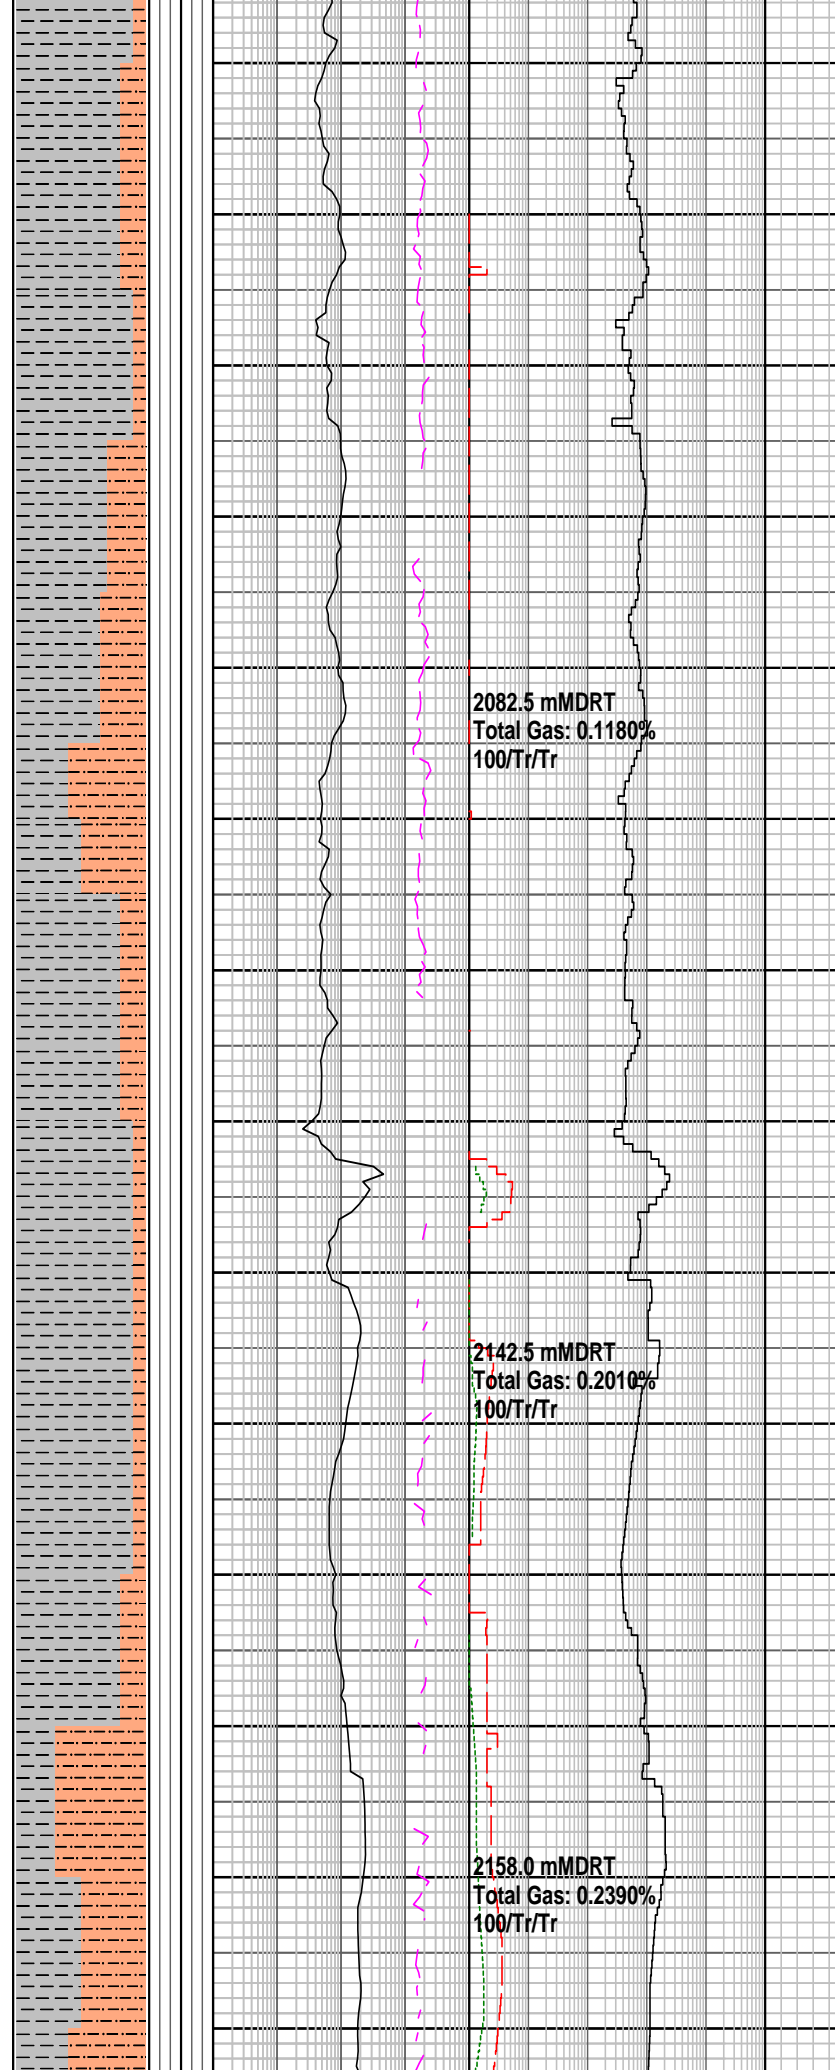 2082.5 mMDRT
Total Gas: 0.1180%
100/Tr/Tr
2142.5 mMDRT
Total Gas: 0.2010%
100/Tr/Tr
2158.0 mMDRT
Total Gas: 0.2390%
100/Tr/Tr